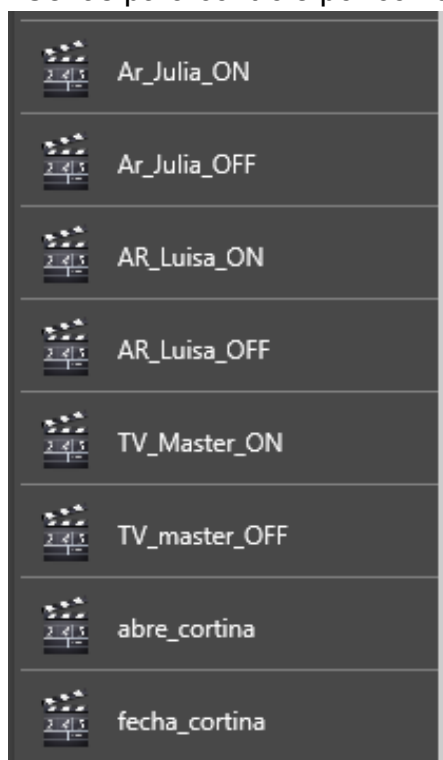 Ar_Julia_ON
Ar_Julia_OFF
AR_Luisa_ON
AR_Luisa_OFF
TV_Master_ON
TV_master_OFF
abre_cortina
fecha_cortina